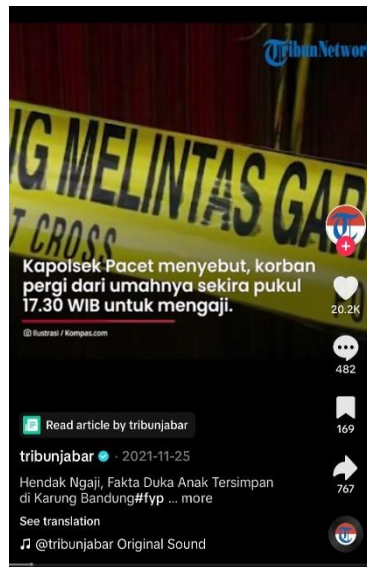 TribunNetwor
G MELINTAS GAR
T CROSS
Kapolsek Pacet menyebut, korban
pergi dari umahnya sekira pukul
17.30 WIB untuk mengaji.
Ilustrasi / Kompas.com
20.2K
482
169
767
Read article by tribunjabar
tribunjabar · 2021-11-25
Hendak Ngaji, Fakta Duka Anak Tersimpan
di Karung Bandung#fyp ... more
See translation
@tribunjabar Original Sound